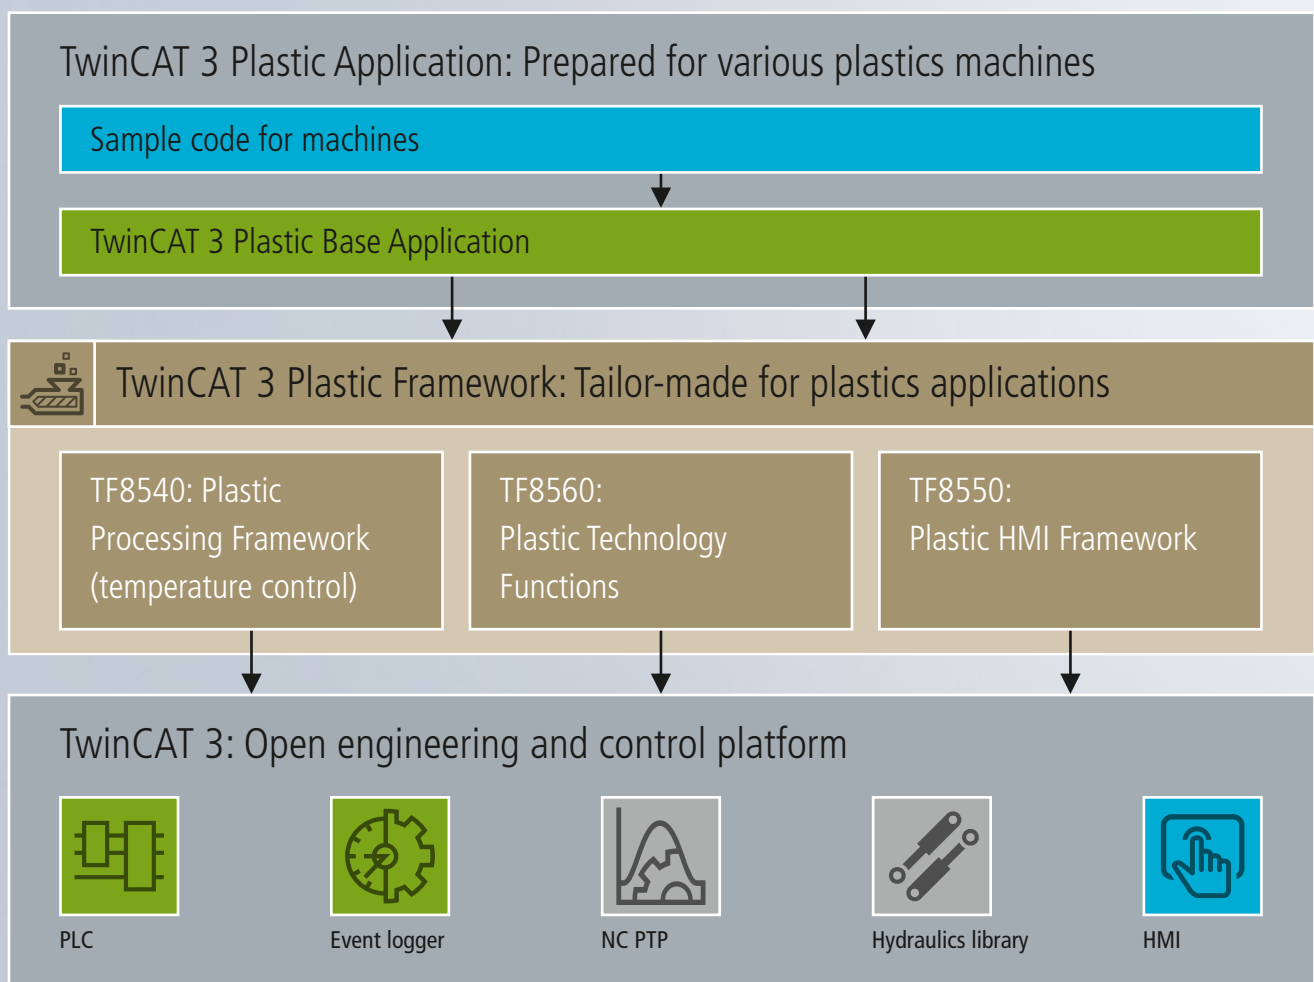 TwinCAT 3 Plastic Application: Prepared for various plastics machines
Sample code for machines
TwinCAT 3 Plastic Base Application
TwinCAT 3 Plastic Framework: Tailor-made for plastics applications
TF8540: Plastic
Processing Framework
(temperature control)
TF8560:
Plastic Technology
Functions
TF8550:
Plastic HMI Framework
TwinCAT 3: Open engineering and control platform
PLC
Event logger
NC PTP
Hydraulics library
HMI